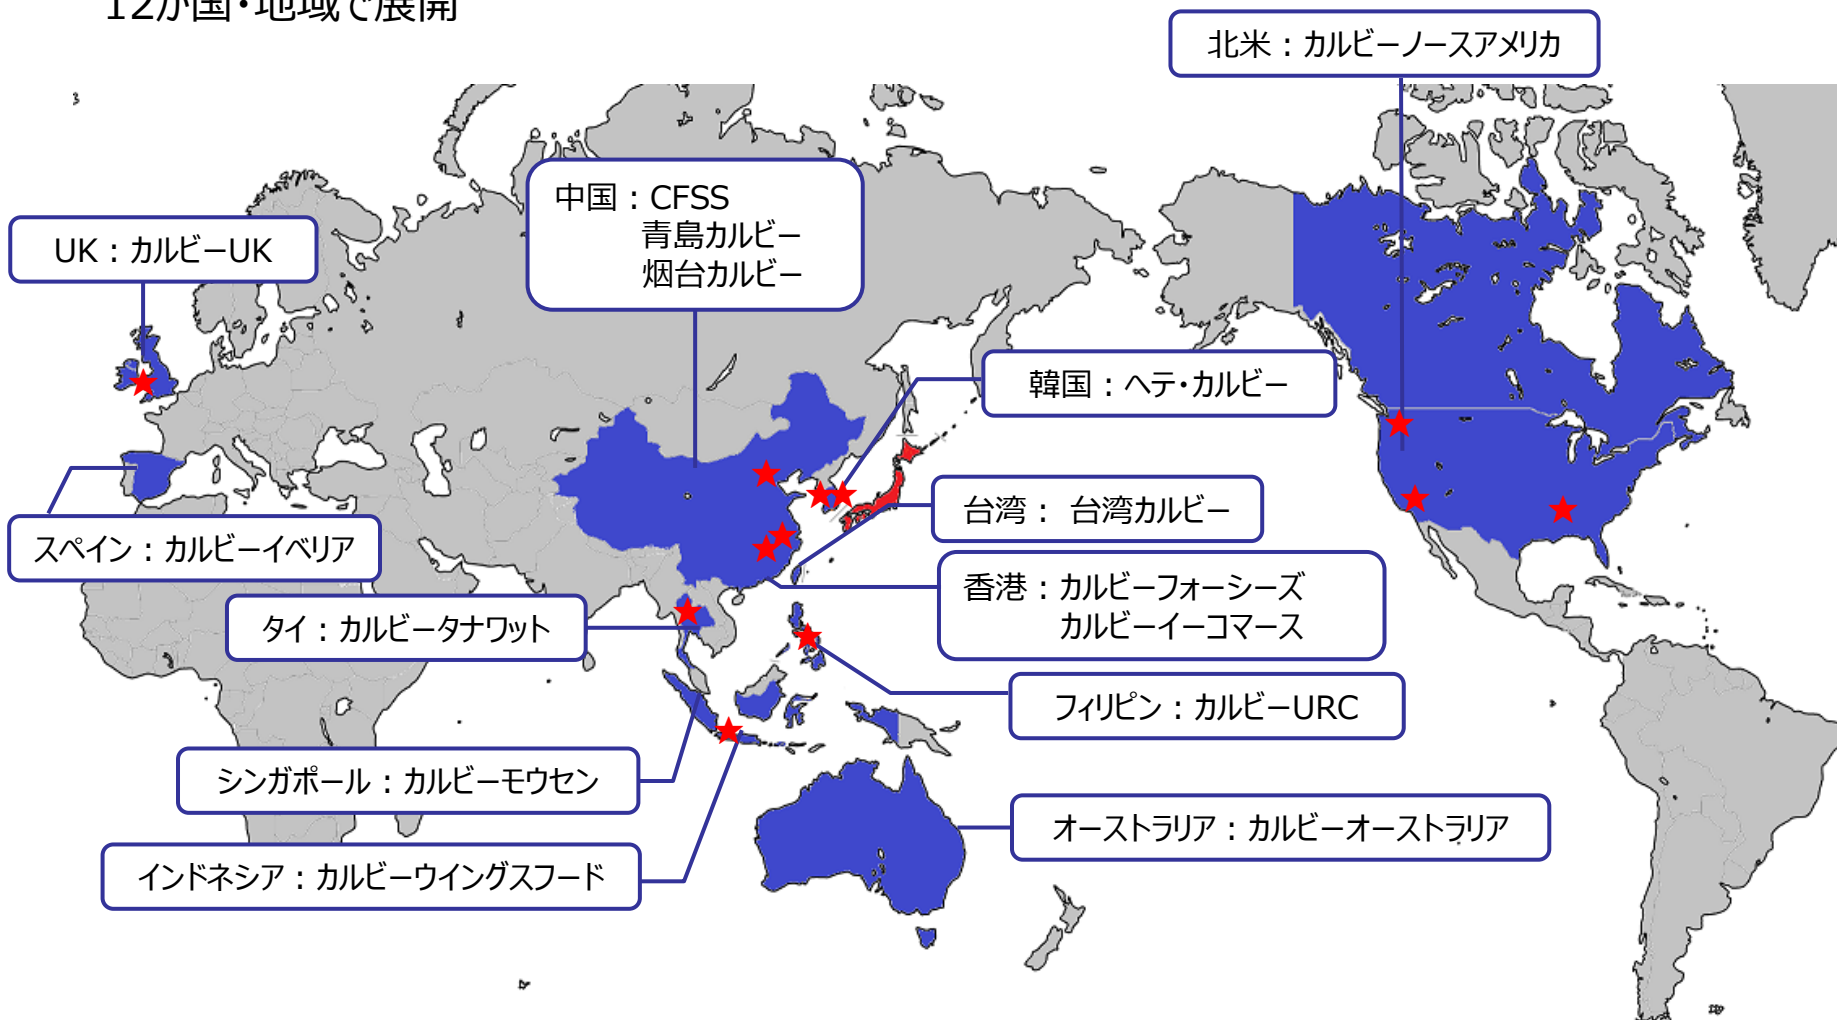 12か国・地域で展開
北米：カルビーノースアメリカ
中国：CFSS
青島カルビー
烟台カルビー
UK：カルビーUK
韓国：ヘテ・カルビー
台湾： 台湾カルビー
スペイン：カルビーイベリア
香港：カルビーフォーシーズ
カルビーイーコマース
タイ：カルビータナワット
フィリピン：カルビーURC
シンガポール：カルビーモウセン
オーストラリア：カルビーオーストラリア
インドネシア：カルビーウイングスフード